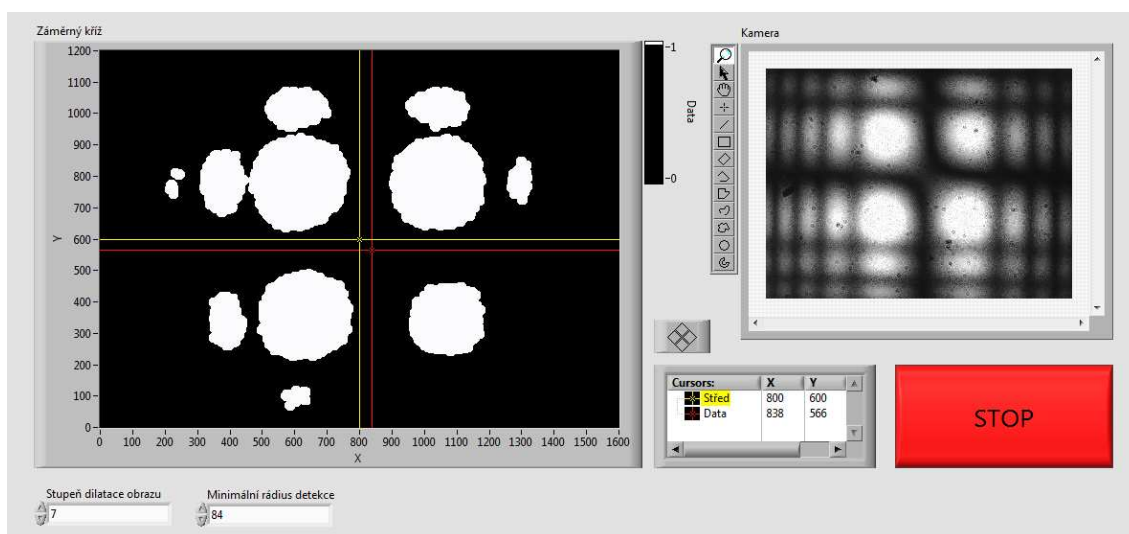 Záměrný kříž
Kamera
1200
1100
1000
900
800
700
600
500
400
300
200
100
0
Y
0 100 200 300 400 500 600 700 800 900 1000 1100 1200 1300 1400 1500 1600
X
1
0
Data
Cursors: X Y
Střed 800 600
Data 838 566
STOP
Stupeň dilatace obrazu
7
Minimální rádius detekce
84